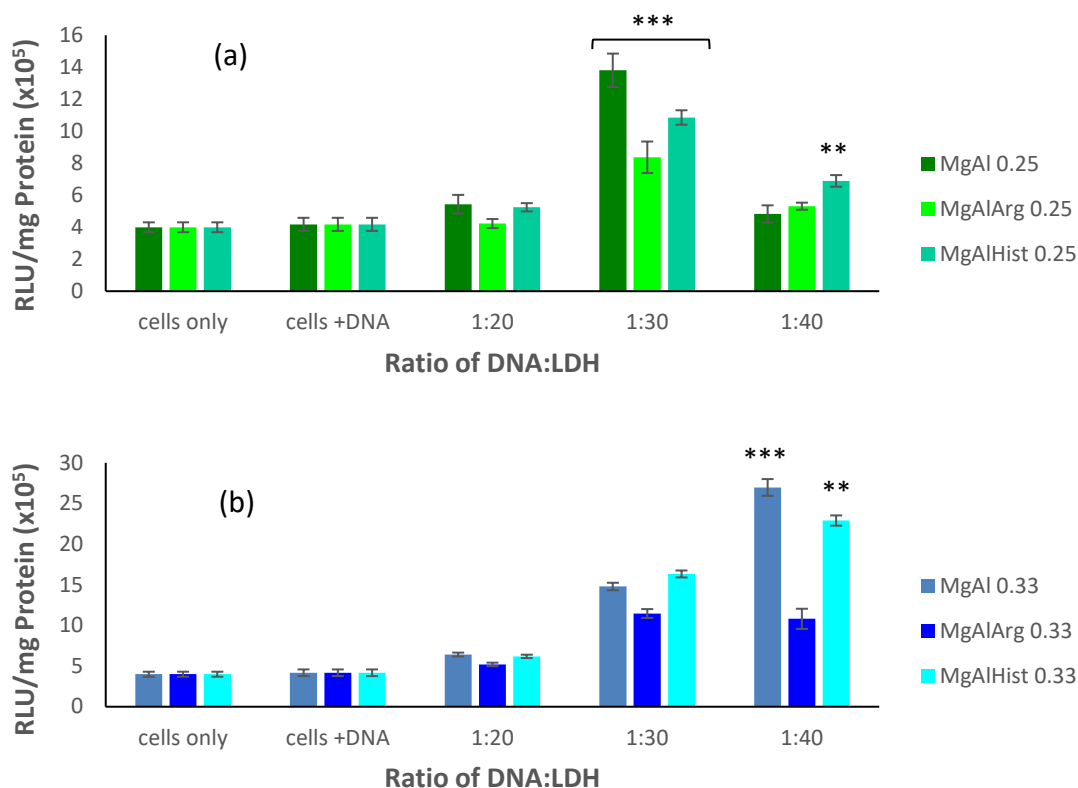 (a)
***
16
14
12
10
8
6
4
2
0
RLU/mg Protein (x10⁵)
**
cells only cells +DNA 1:20 1:30 1:40
Ratio of DNA:LDH
MgAl 0.25
MgAlArg 0.25
MgAlHist 0.25
(b)
30
25
20
15
10
5
0
RLU/mg Protein (x10⁵)
***
**
cells only cells +DNA 1:20 1:30 1:40
Ratio of DNA:LDH
MgAl 0.33
MgAlArg 0.33
MgAlHist 0.33